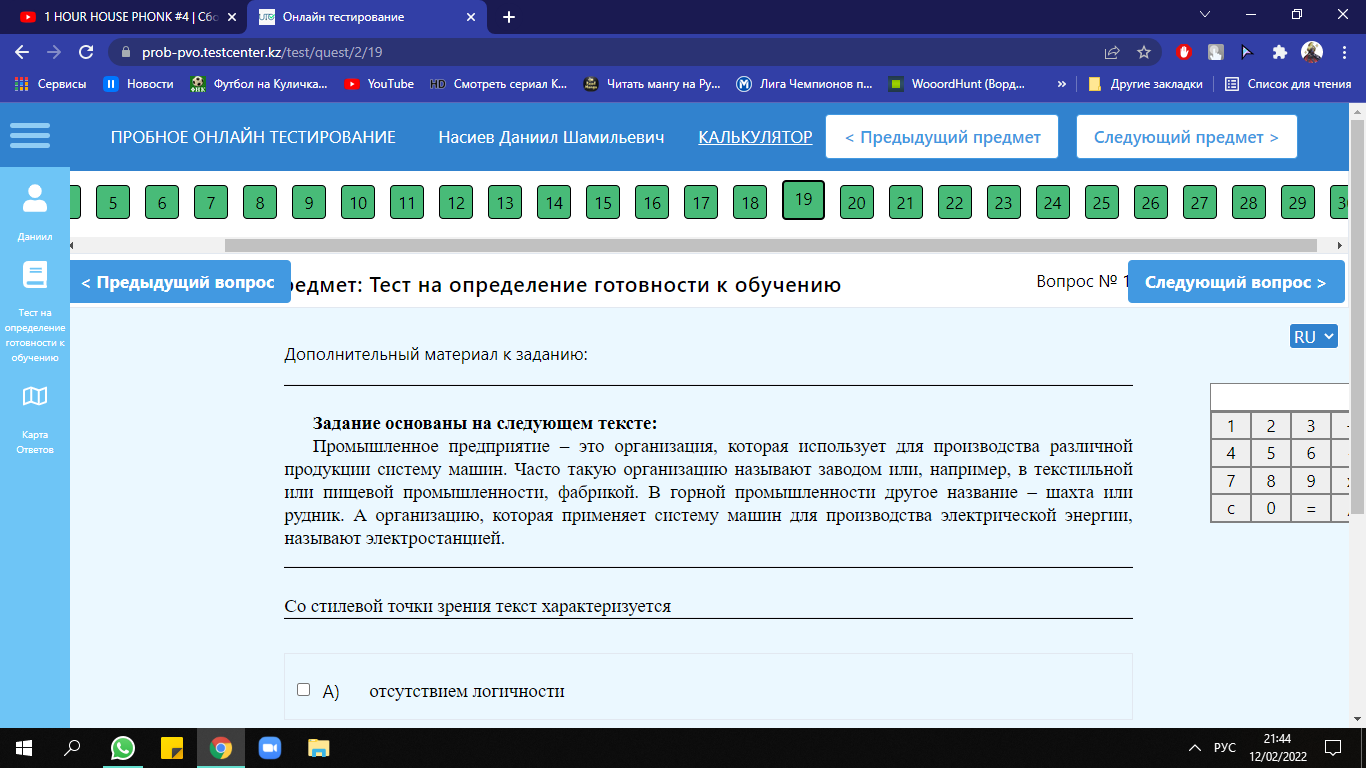 1 HOUR HOUSE PHONK #4 | Сбо
Онлайн тестирование
prob-pvo.testcenter.kz/test/quest/2/19
Сервисы Новости Футбол на Куличка... YouTube HD Смотреть сериал К... Читать мангу на Ру... Лига Чемпионов п... WooordHunt (Ворд... » Другие закладки Список для чтения
ПРОБНОЕ ОНЛАЙН ТЕСТИРОВАНИЕ Насиев Даниил Шамильевич КАЛЬКУЛЯТОР < Предыдущий предмет Следующий предмет >
5 6 7 8 9 10 11 12 13 14 15 16 17 18 19 20 21 22 23 24 25 26 27 28 29
Даниил
< Предыдущий вопрос редмет: Тест на определение готовности к обучению Вопрос № 1 Следующий вопрос >
Тест на
определение
готовности к
обучению
Карта
Ответов
RU
Дополнительный материал к заданию:
1 2 3
4 5 6
7 8 9
c 0 =
Задание основаны на следующем тексте:
Промышленное предприятие – это организация, которая использует для производства различной
продукции систему машин. Часто такую организацию называют заводом или, например, в текстильной
или пищевой промышленности, фабрикой. В горной промышленности другое название – шахта или
рудник. А организацию, которая применяет систему машин для производства электрической энергии,
называют электростанцией.
Со стилевой точки зрения текст характеризуется
A) отсутствием логичности
РУС
21:44
12/02/2022